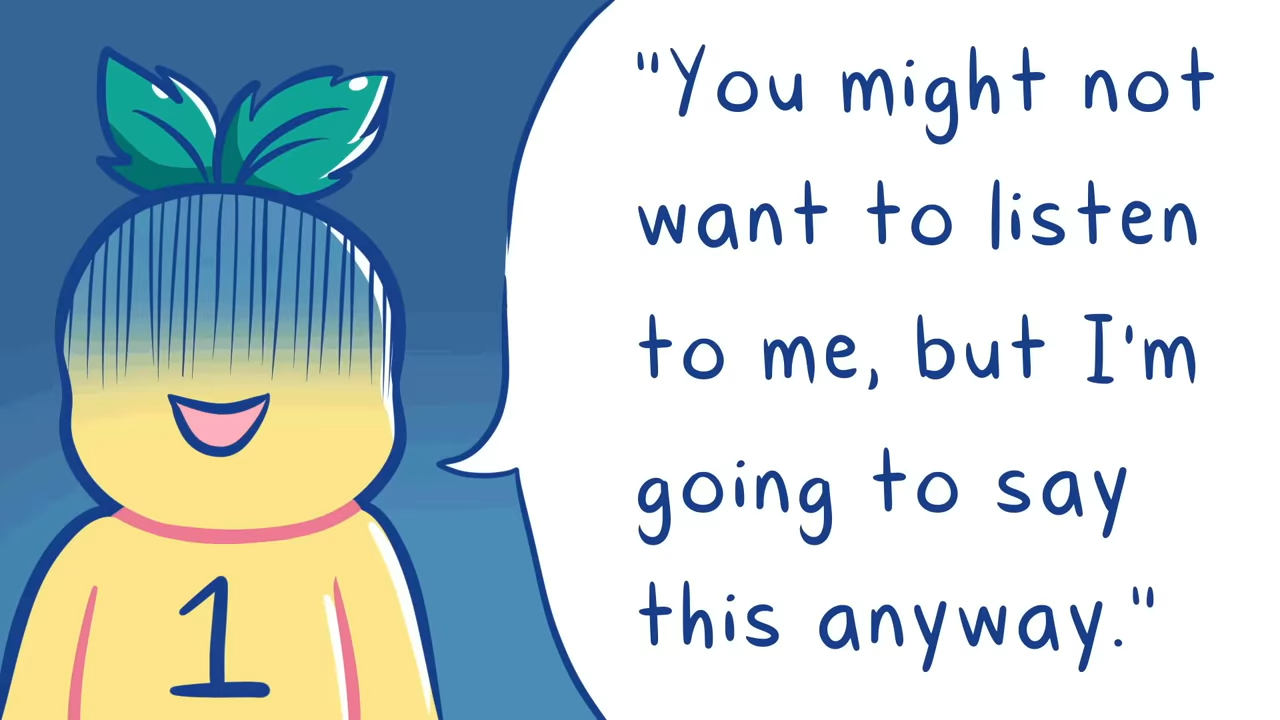 "You might not
want to listen
to me, but I'm
going to say
this anyway."
1